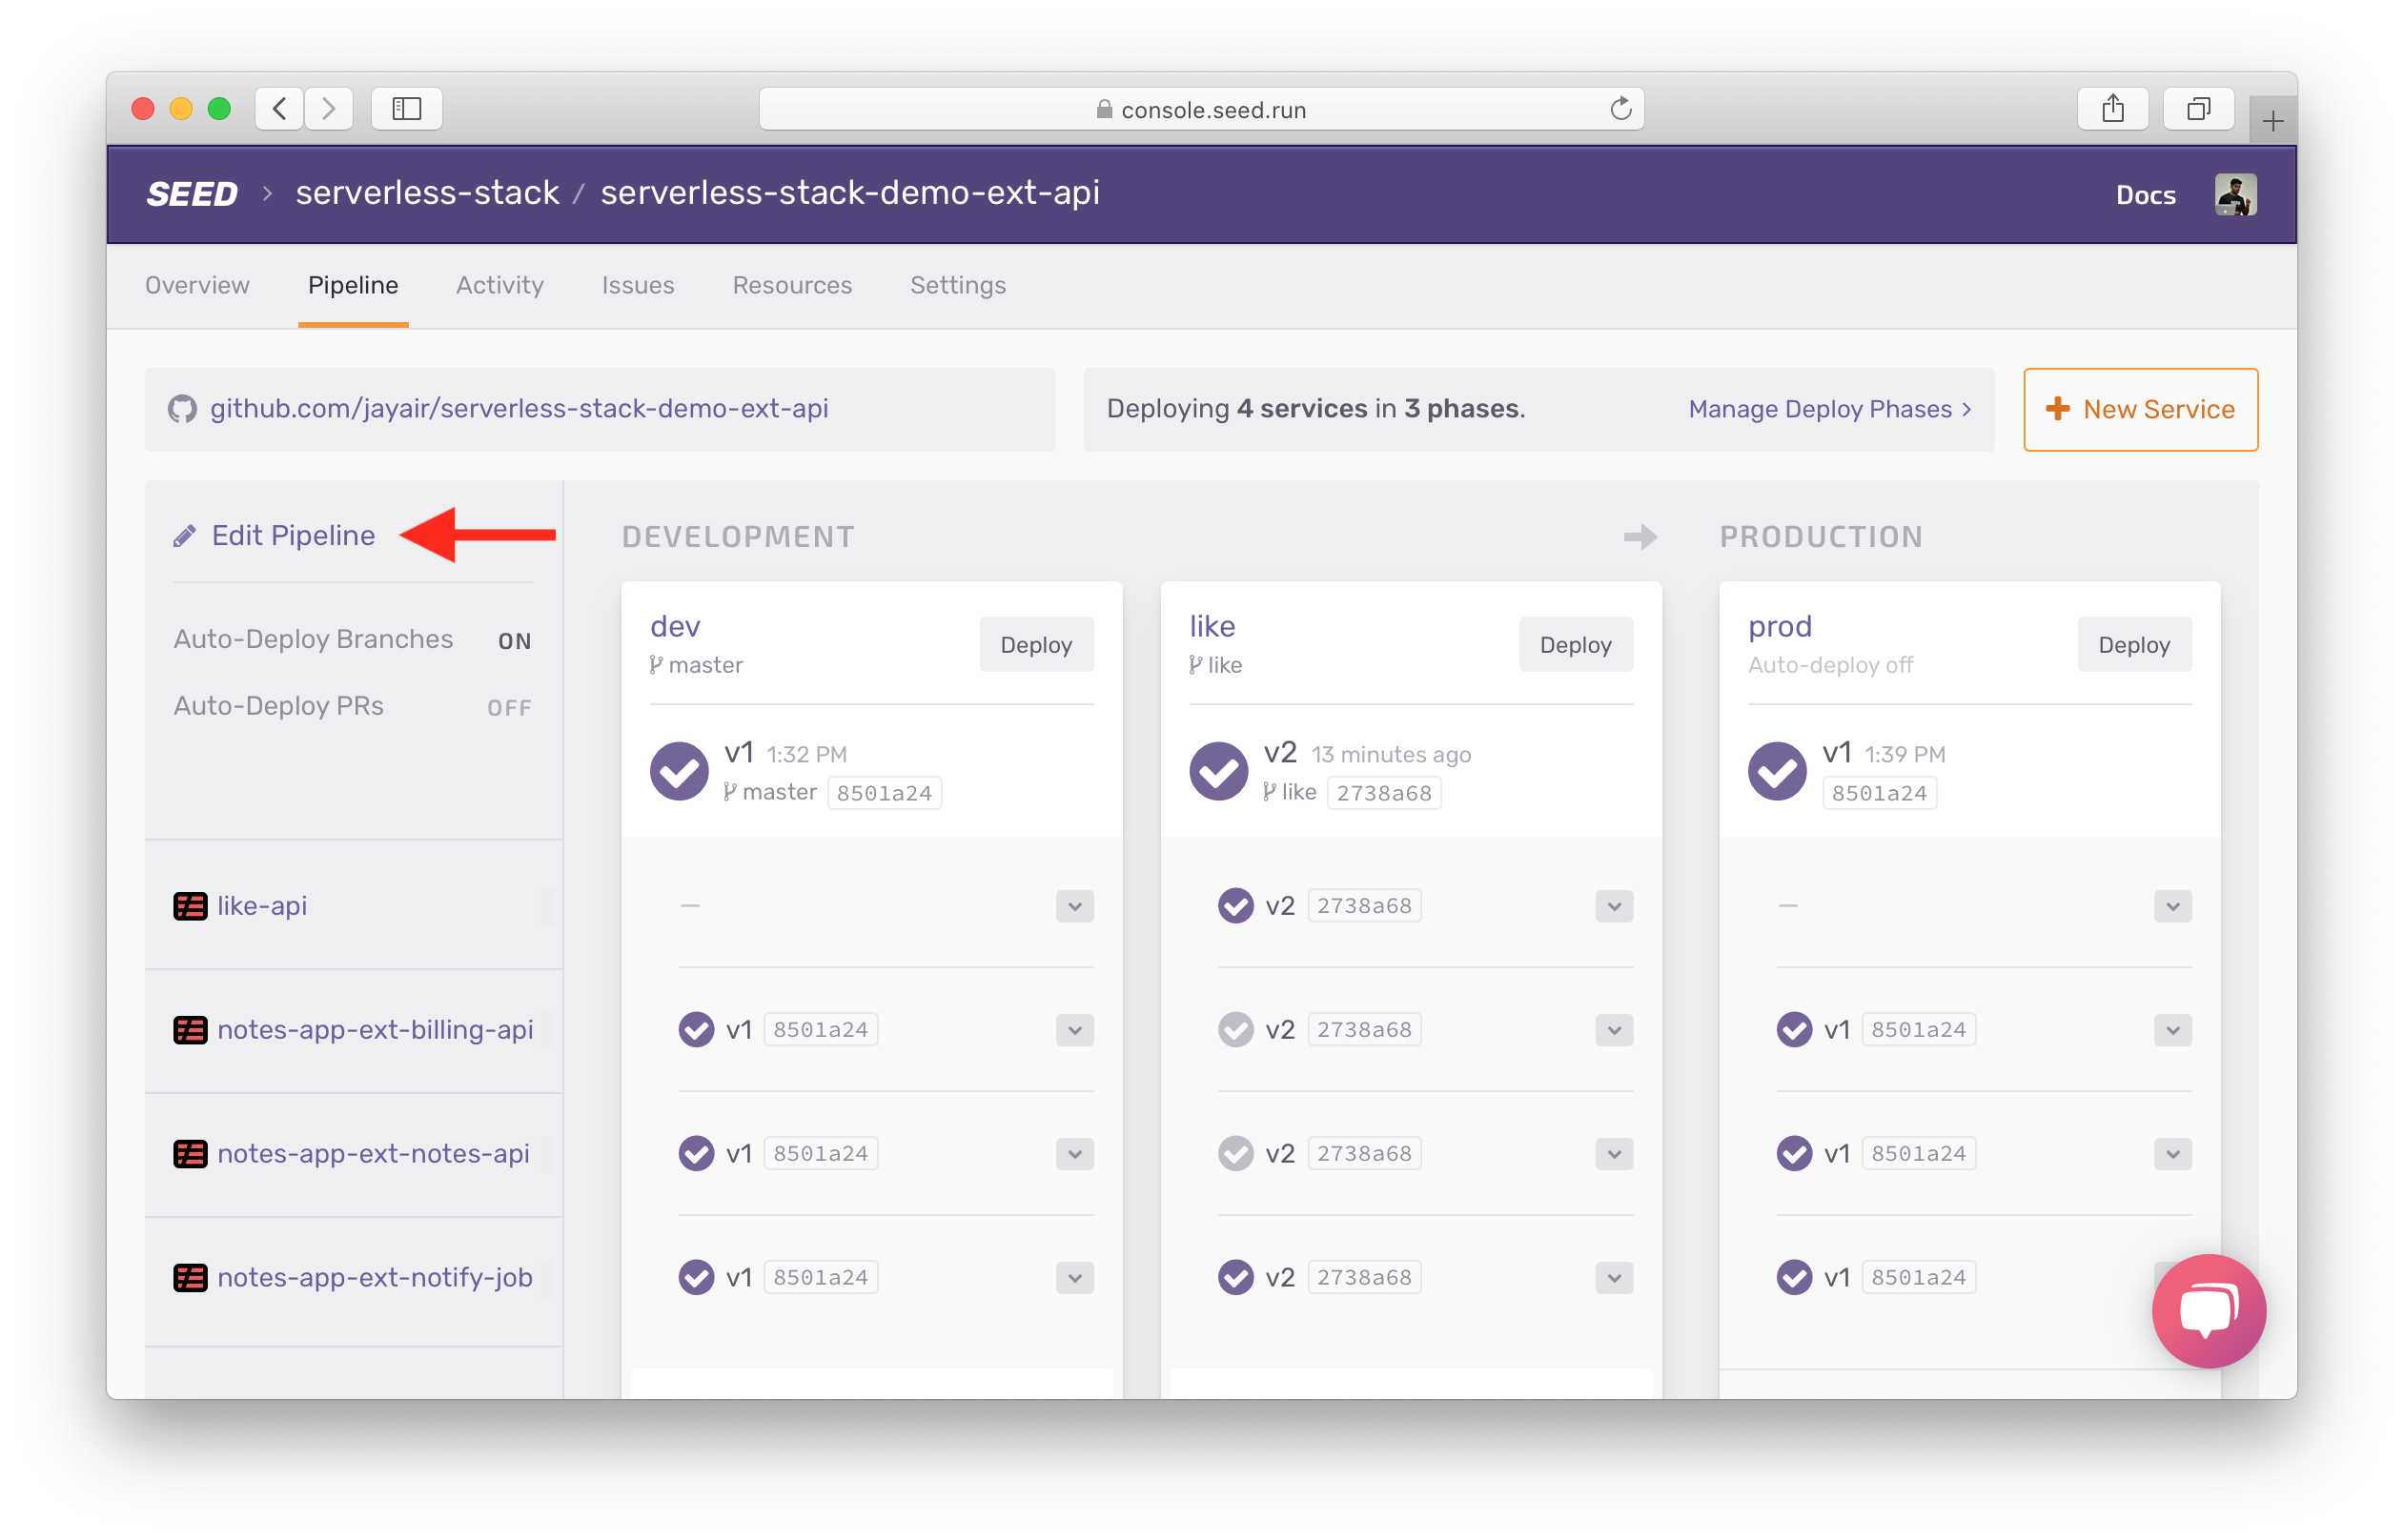 console.seed.run
SEED > serverless-stack / serverless-stack-demo-ext-api
Docs
Overview Pipeline Activity Issues Resources Settings
github.com/jayair/serverless-stack-demo-ext-api
Deploying 4 services in 3 phases.
Manage Deploy Phases >
+ New Service
Edit Pipeline
Auto-Deploy Branches ON
Auto-Deploy PRs OFF
DEVELOPMENT
PRODUCTION
dev
master
Deploy
v1 1:32 PM
master 8501a24
like
like
Deploy
v2 13 minutes ago
like 2738a68
prod
Auto-deploy off
Deploy
v1 1:39 PM
8501a24
like-api
–
v2 2738a68
–
notes-app-ext-billing-api
v1 8501a24
v2 2738a68
v1 8501a24
notes-app-ext-notes-api
v1 8501a24
v2 2738a68
v1 8501a24
notes-app-ext-notify-job
v1 8501a24
v2 2738a68
v1 8501a24